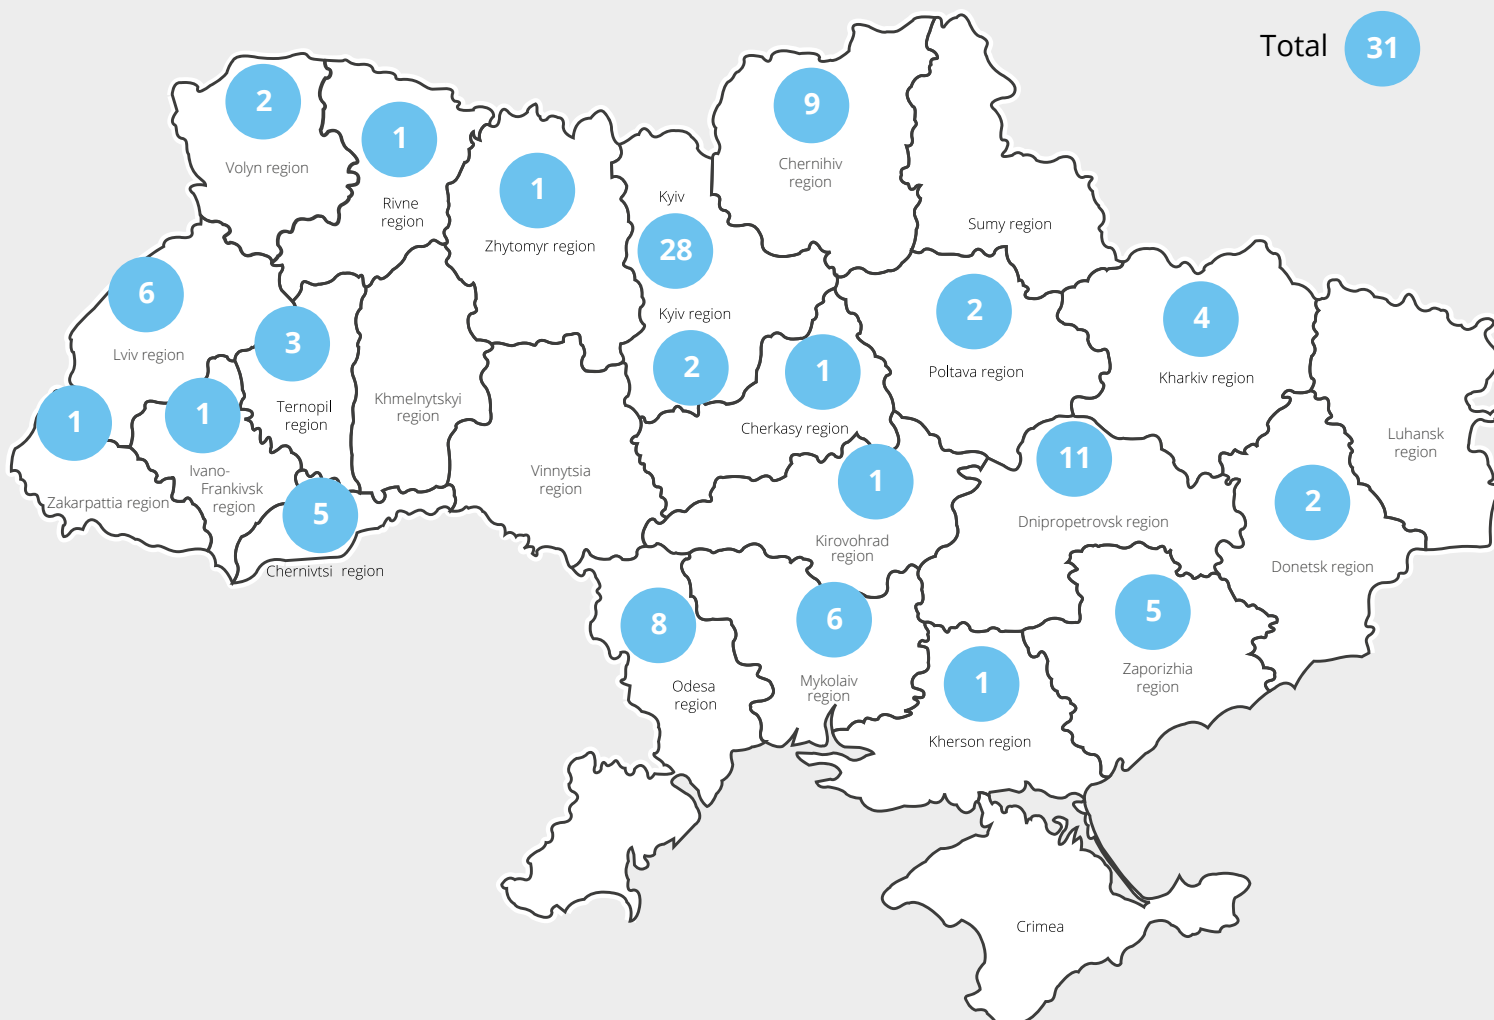 Total 31
9
2
1
Chernihiv
region
Volyn region
1
Kyiv
Rivne
region
Sumy region
Zhytomyr region
28
6
2
4
Kyiv region
3
Lviv region
2
1
Poltava region
Kharkiv region
Khmelnytskyi
region
Ternopil
region
1
1
Cherkasy region
Luhansk
region
11
Ivano-
Frankivsk
region
Vinnytsia
region
1
2
Zakarpattia region
5
Dnipropetrovsk region
Kirovohrad
region
Chernivtsi region
Donetsk region
8
6
5
Zaporizhia
region
Odesa
region
Mykolaiv
region
1
Kherson region
Crimea